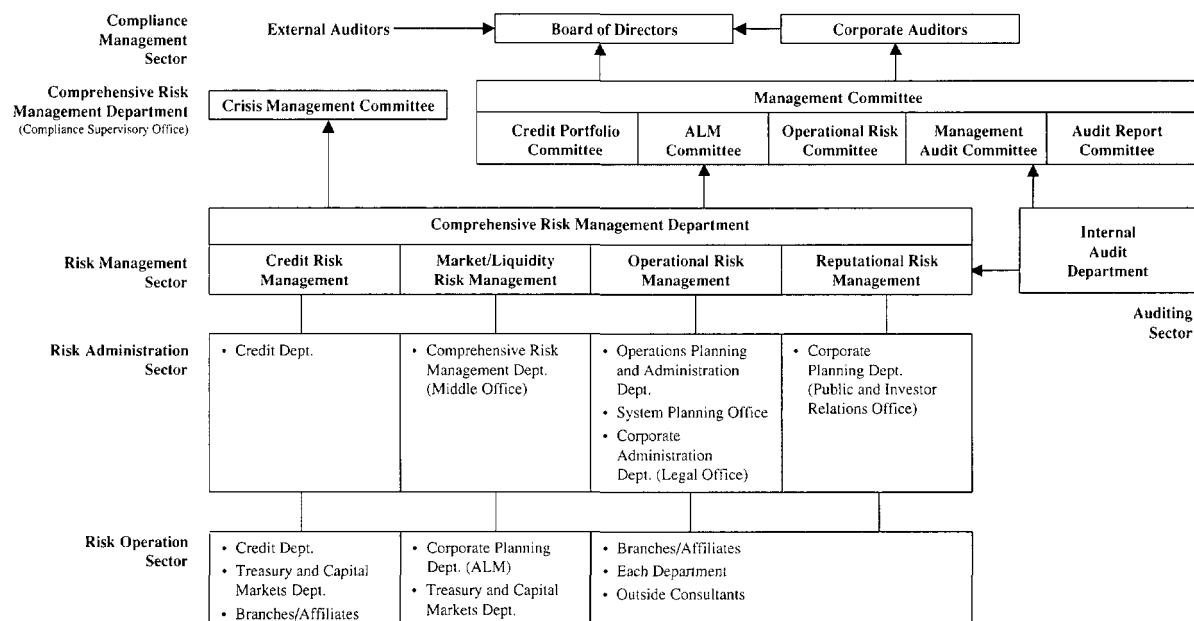 Compliance
Management
Sector
External Auditors
Board of Directors
Corporate Auditors
Comprehensive Risk
Management Department
(Compliance Supervisory Office)
Crisis Management Committee
Management Committee
Credit Portfolio
Committee
ALM
Committee
Operational Risk
Committee
Management
Audit Committee
Audit Report
Committee
Comprehensive Risk Management Department
Internal
Audit
Department
Risk Management
Sector
Credit Risk
Management
Market/Liquidity
Risk Management
Operational Risk
Management
Reputational Risk
Management
Auditing
Sector
Risk Administration
Sector
• Credit Dept.
• Comprehensive Risk
Management Dept.
(Middle Office)
• Operations Planning
and Administration
Dept.
• System Planning Office
• Corporate
Administration
Dept. (Legal Office)
• Corporate
Planning Dept.
(Public and Investor
Relations Office)
Risk Operation
Sector
• Credit Dept.
• Treasury and Capital
Markets Dept.
• Branches/Affiliates
• Corporate Planning
Dept. (ALM)
• Treasury and Capital
Markets Dept.
• Branches/Affiliates
• Each Department
• Outside Consultants